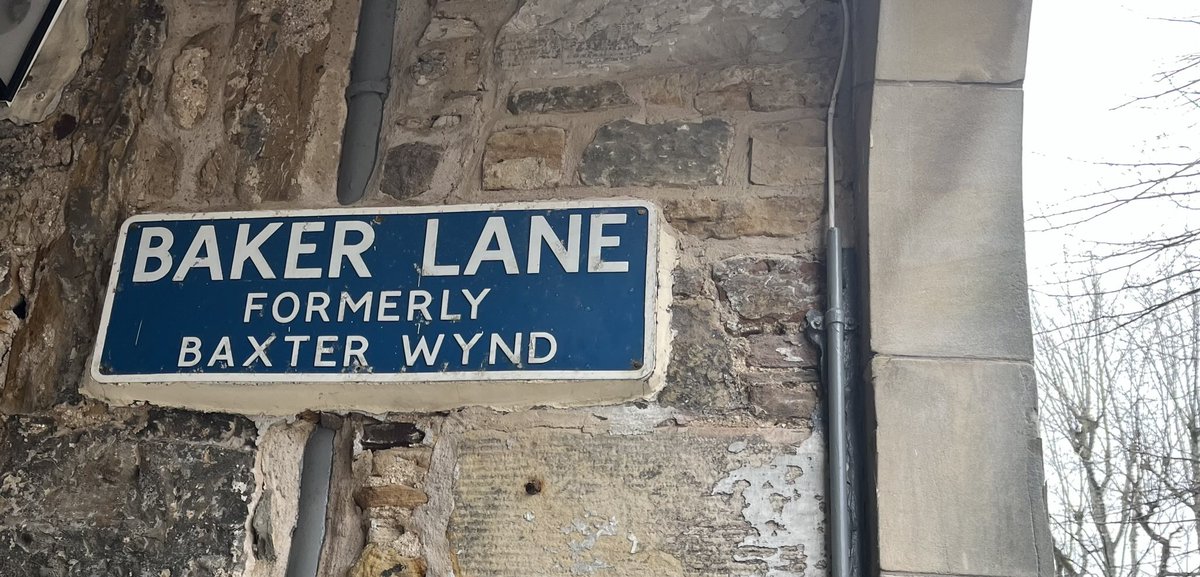 BAKER LANE
FORMERLY
BAXTER WYND